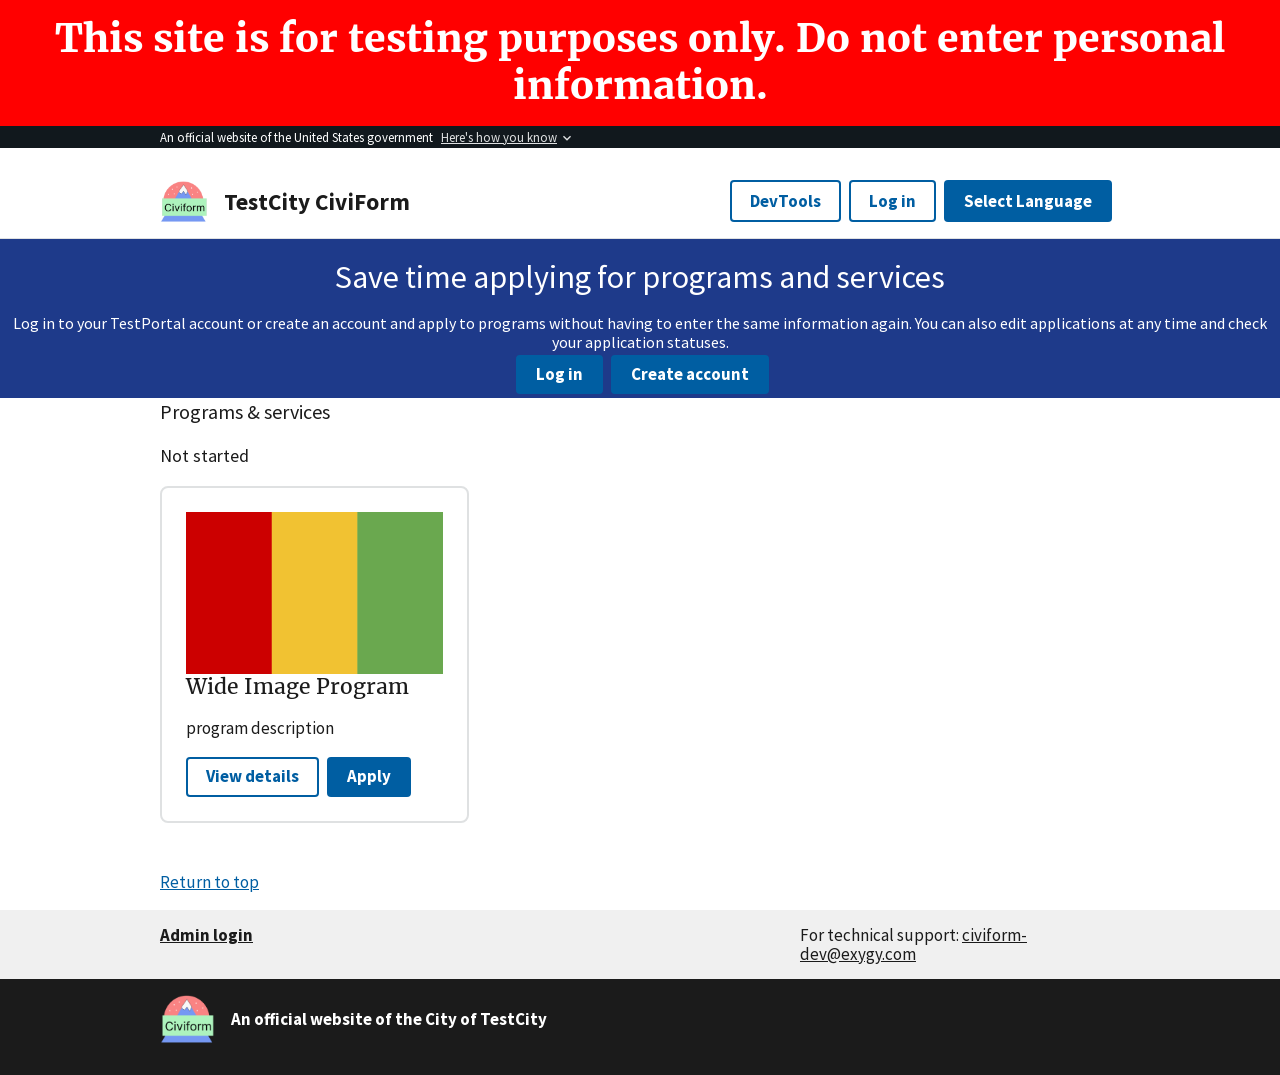 This site is for testing purposes only. Do not enter personal
information.
An official website of the United States government Here's how you know
Civiform
TestCity CiviForm
DevTools
Log in
Select Language
Save time applying for programs and services
Log in to your TestPortal account or create an account and apply to programs without having to enter the same information again. You can also edit applications at any time and check
your application statuses.
Log in
Create account
Programs & services
Not started
Wide Image Program
program description
View details
Apply
Return to top
Admin login
For technical support: civiform-
dev@exygy.com
Civiform
An official website of the City of TestCity